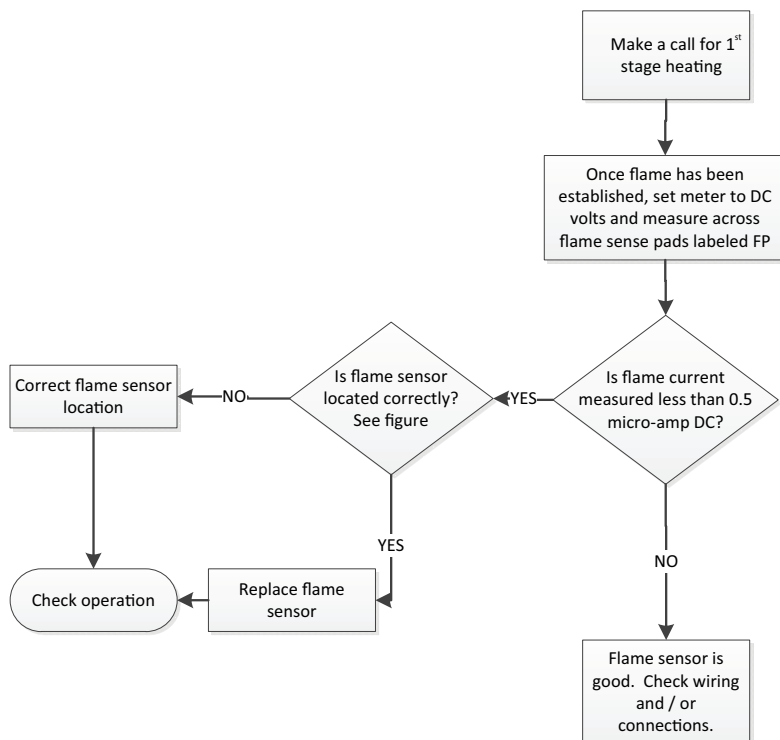 Make a call for 1st
stage heating
Once flame has been
established, set meter to DC
volts and measure across
flame sense pads labeled FP
Is flame current
measured less than 0.5
micro-amp DC?
YES
Is flame sensor
located correctly?
See figure
NO
Correct flame sensor
location
YES
Replace flame
sensor
Check operation
NO
Flame sensor is
good. Check wiring
and / or
connections.